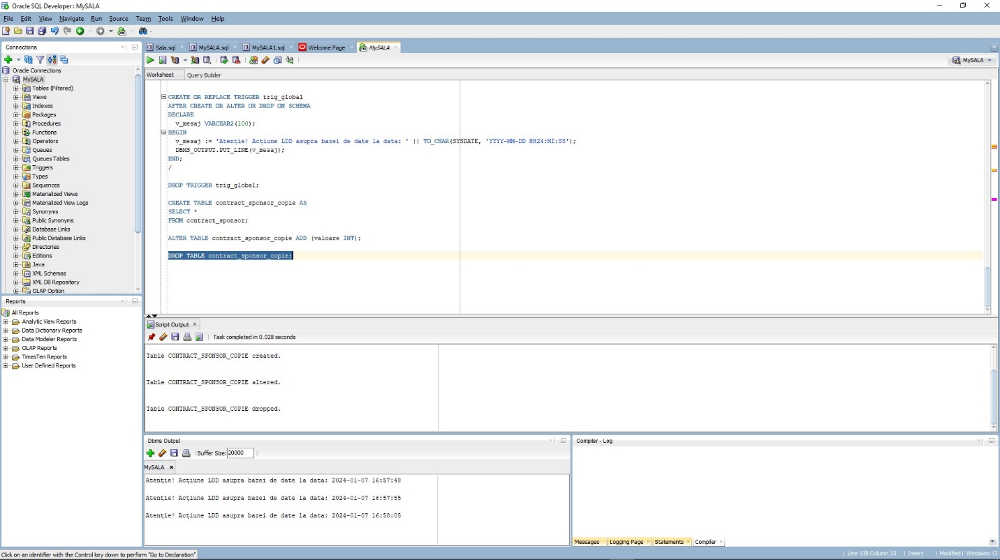 Oracle SQL Developer : MySALA
File Edit View Navigate Run Source Team Tools Window Help
Connections
Oracle Connections
MySALA
Tables (Filtered)
Views
Indexes
Packages
Procedures
Functions
Operators
Queues
Queues Tables
Triggers
Types
Sequences
Materialized Views
Materialized View Logs
Synonyms
Public Synonyms
Database Links
Public Database Links
Directories
Editions
Java
XML Schemas
XML DB Repository
OLAP Option
Reports
All Reports
Analytic View Reports
Data Dictionary Reports
Data Modeler Reports
OLAP Reports
TimesTen Reports
User Defined Reports
Sala.sql MySALA.sql MySALA1.sql Welcome Page MySALA
MySALA
Worksheet Query Builder
CREATE OR REPLACE TRIGGER trig_global
AFTER CREATE OR ALTER OR DROP ON SCHEMA
DECLARE
v_mesaj VARCHAR2(100);
BEGIN
v_mesaj := 'Atenție! Acțiune LDD asupra bazei de date la data: ' || TO_CHAR(SYSDATE, 'YYYY-MM-DD HH24:MI:SS');
DBMS_OUTPUT.PUT_LINE(v_mesaj);
END;
/
DROP TRIGGER trig_global;
CREATE TABLE contract_sponsor_copie AS
SELECT *
FROM contract_sponsor;
ALTER TABLE contract_sponsor_copie ADD (valoare INT);
DROP TABLE contract_sponsor_copie;
Script Output
Task completed in 0.028 seconds
Table CONTRACT_SPONSOR_COPIE created.
Table CONTRACT_SPONSOR_COPIE altered.
Table CONTRACT_SPONSOR_COPIE dropped.
Dbms Output
Buffer Size: 20000
MySALA
Atenție! Acțiune LDD asupra bazei de date la data: 2024-01-07 16:57:48
Atenție! Acțiune LDD asupra bazei de date la data: 2024-01-07 16:57:55
Atenție! Acțiune LDD asupra bazei de date la data: 2024-01-07 16:58:05
Compiler - Log
Messages Logging Page Statements Compiler
Click on an identifier with the Control key down to perform "Go to Declaration"
Line 138 Column 35 | Insert | Modified | Windows: Cl